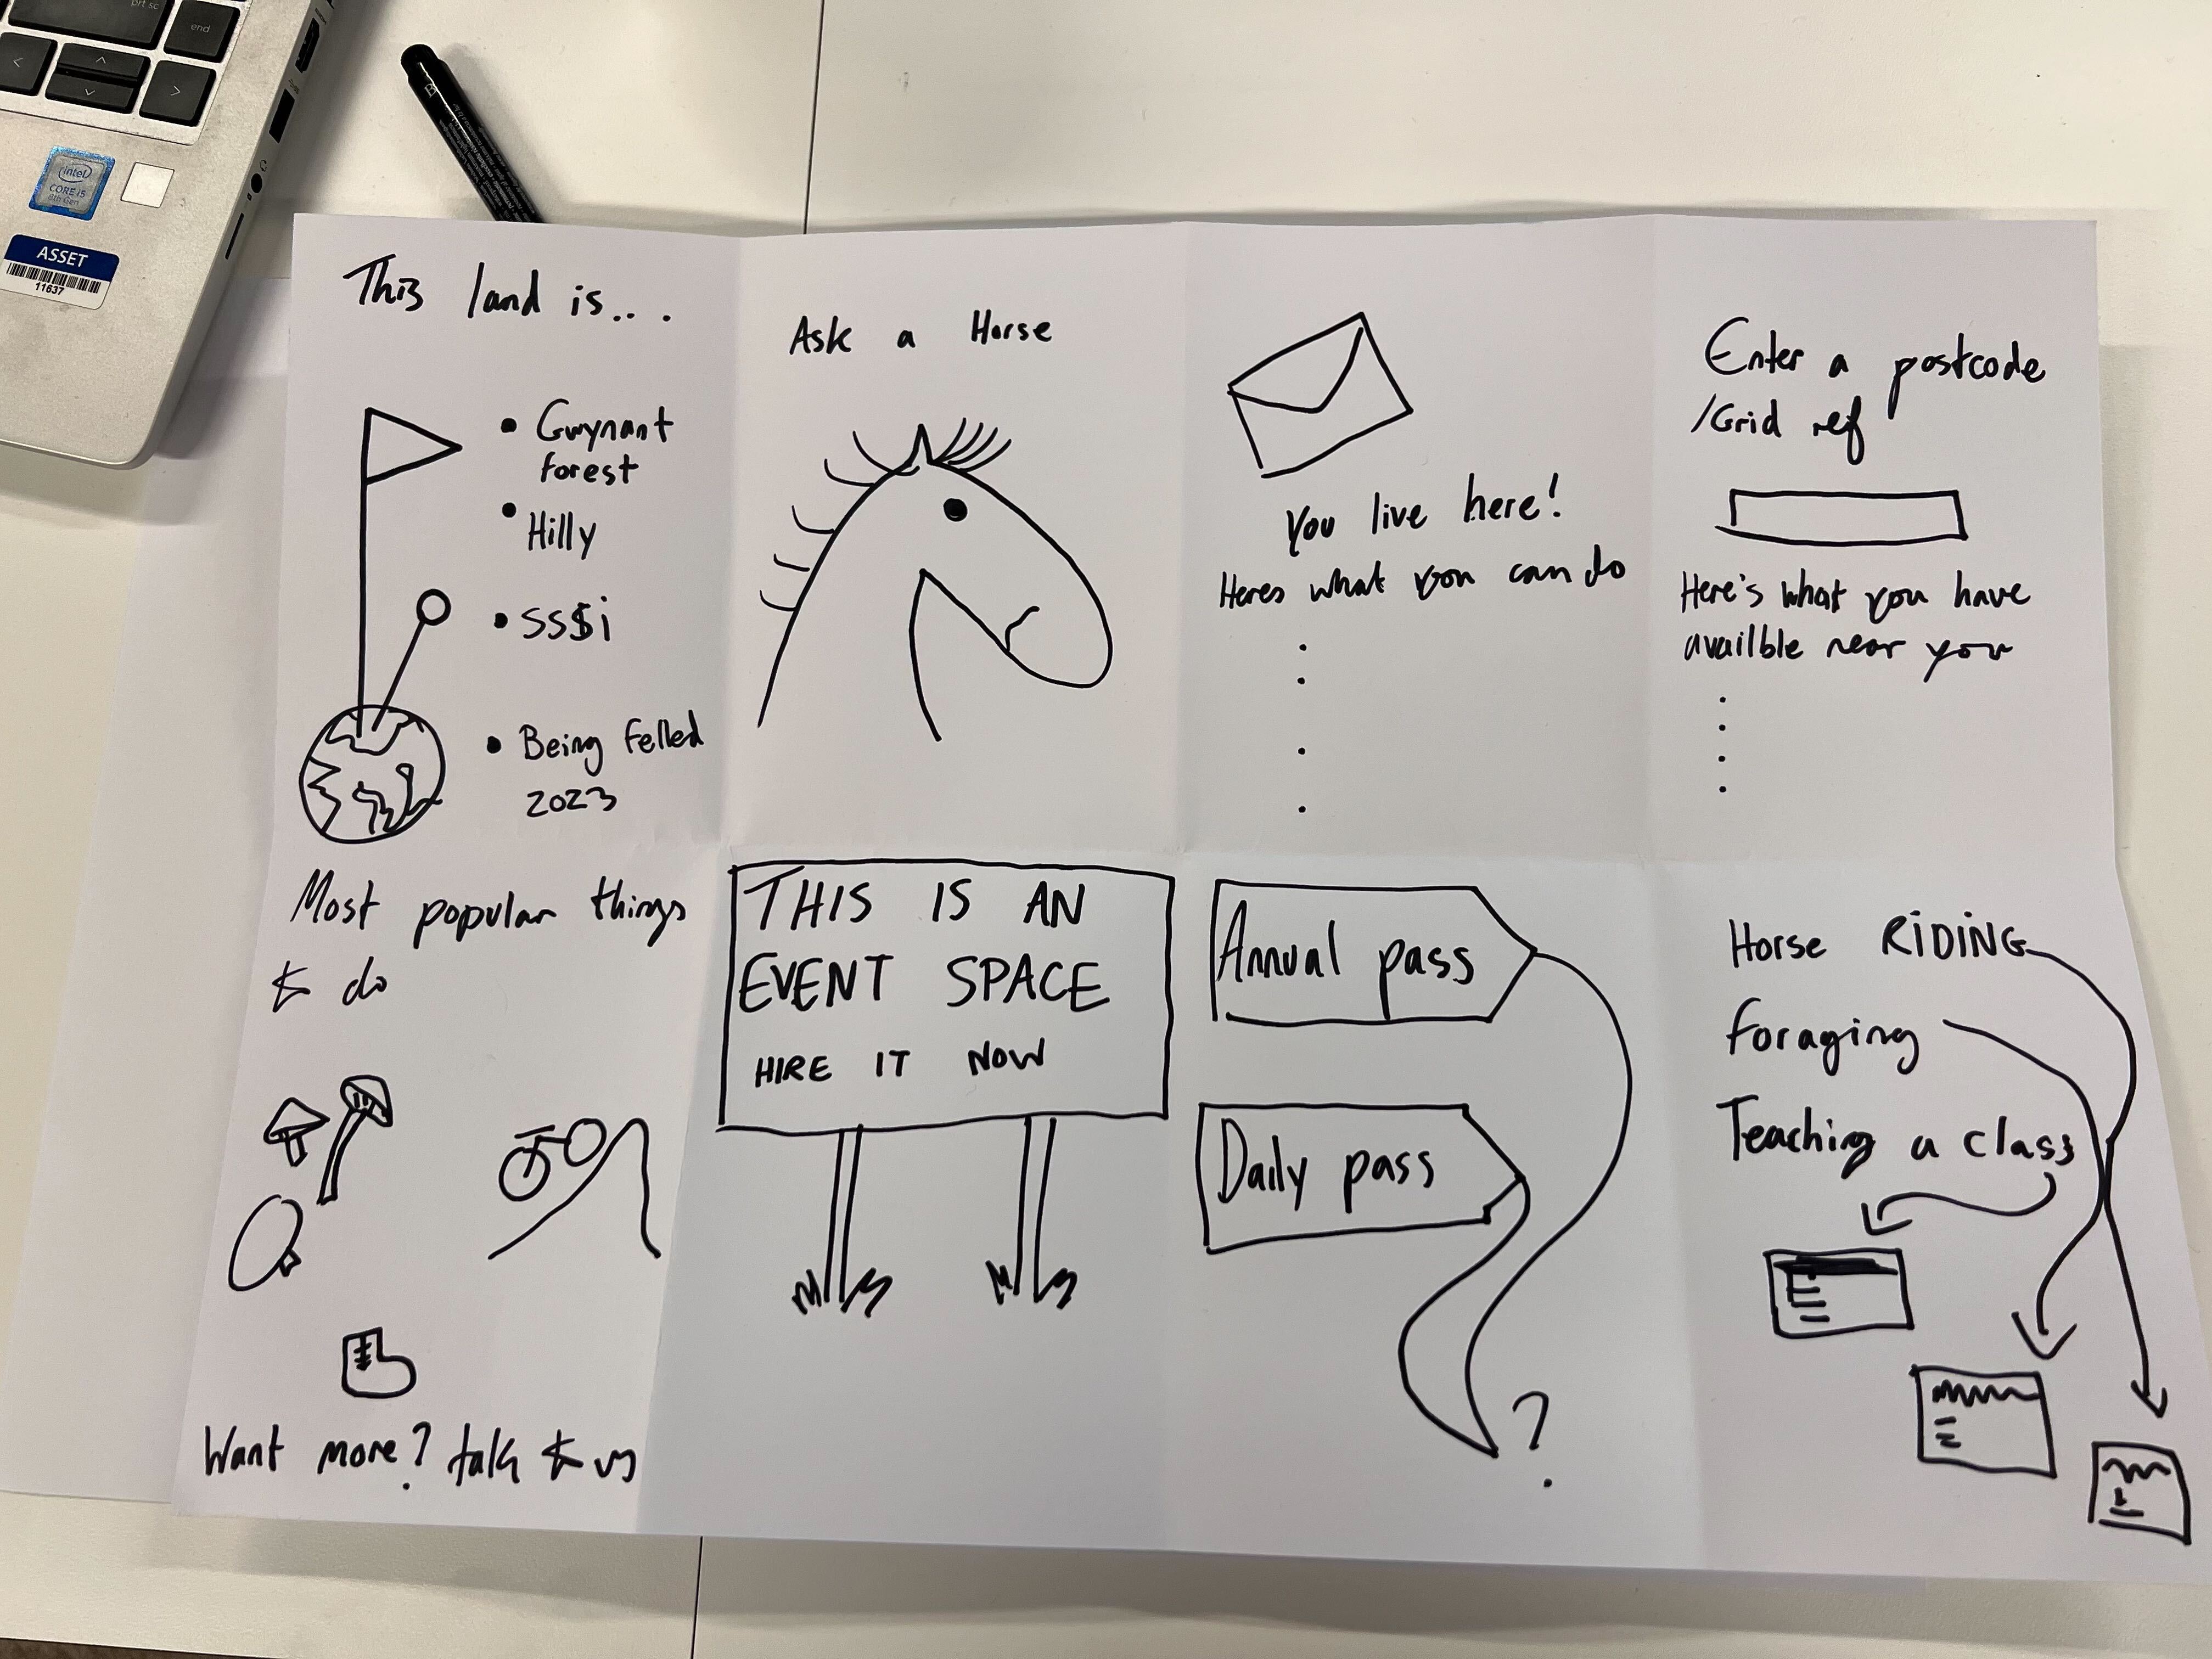 prt sc
end
intel
CORE i5
8th Gen
ASSET
11637
This land is...
Gwynant
forest
Hilly
SS$i
Being Felled
2023
Ask a Horse
You live here!
Heres what you can do
Enter a postcode
/Grid ref
Here's what you have
availble near you
Most popular things
to do
Want more? talk to us
THIS IS AN
EVENT SPACE
HIRE IT NOW
Annual pass
Daily pass
?
Horse RiDiNG
foraging
Teaching a class